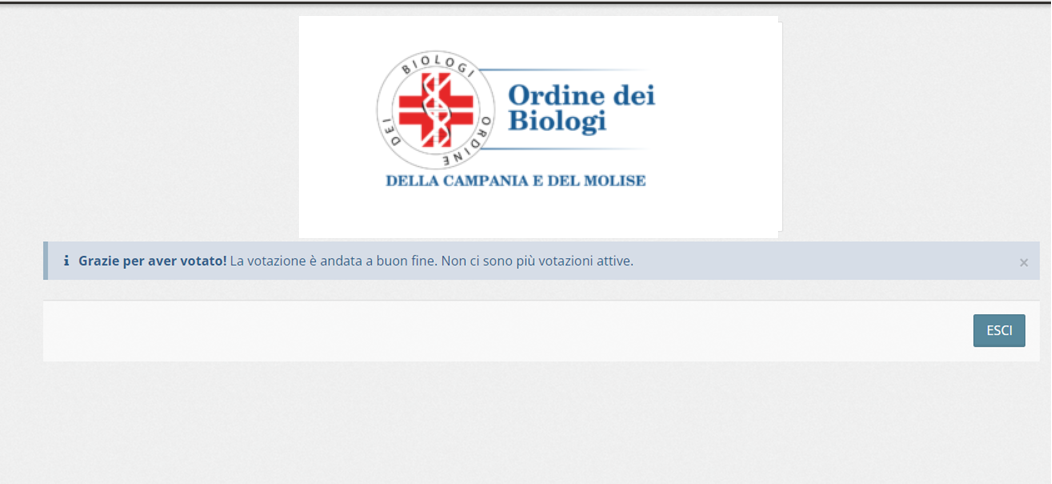 ORDINE DEI BIOLOGI
Ordine dei
Biologi
DELLA CAMPANIA E DEL MOLISE
Grazie per aver votato! La votazione è andata a buon fine. Non ci sono più votazioni attive.
×
ESCI